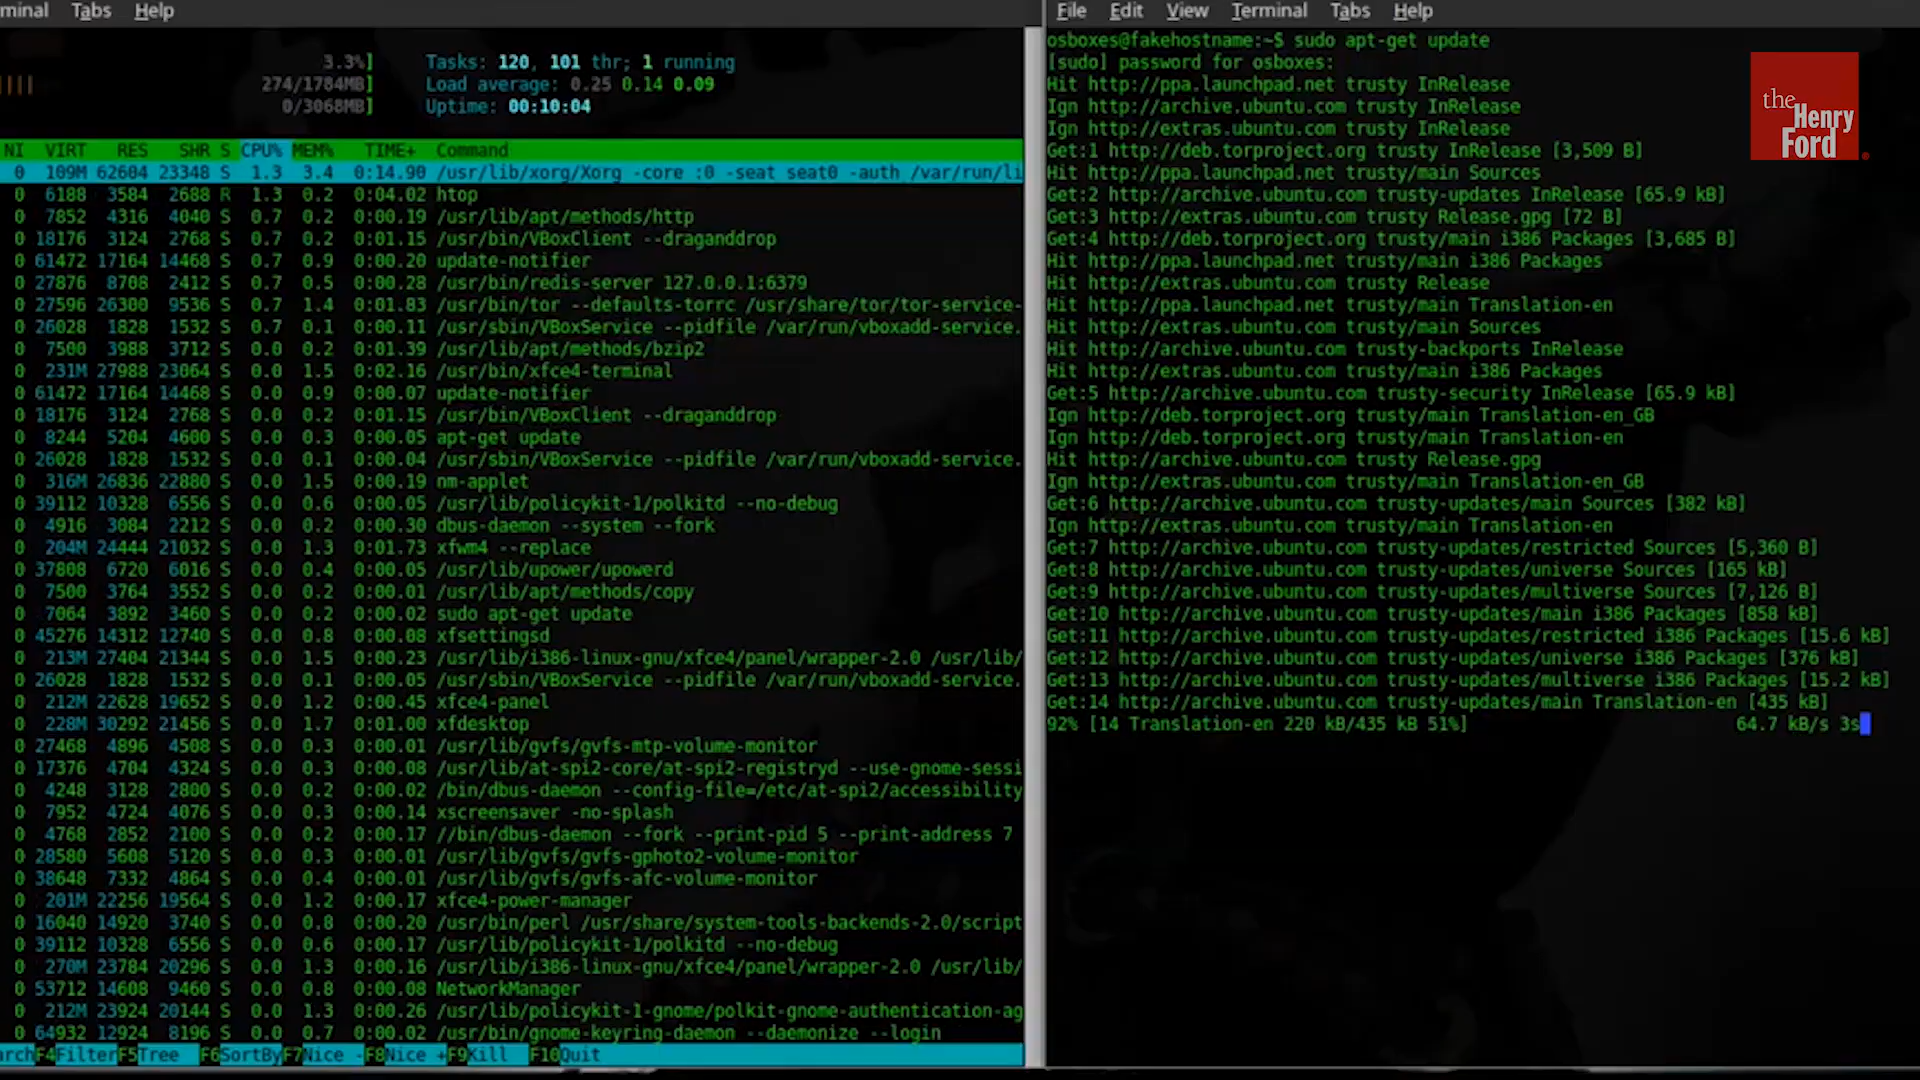 minal Tabs Help
3.3%] Tasks: 120, 101 thr; 1 running
274/1784MB] Load average: 0.25 0.14 0.09
0/3068MB] Uptime: 00:10:04
NI VIRT RES SHR S CPU% MEM% TIME+ Command
0 109M 62604 23348 S 1.3 3.4 0:14.90 /usr/lib/xorg/Xorg -core :0 -seat seat0 -auth /var/run/li
0 6188 3584 2688 R 1.3 0.2 0:04.02 htop
0 7852 4316 4040 S 0.7 0.2 0:00.19 /usr/lib/apt/methods/http
0 18176 3124 2768 S 0.7 0.2 0:01.15 /usr/bin/VBoxClient --draganddrop
0 61472 17164 14468 S 0.7 0.9 0:00.20 update-notifier
0 27876 8708 2412 S 0.7 0.5 0:00.28 /usr/bin/redis-server 127.0.0.1:6379
0 27596 26300 9536 S 0.7 1.4 0:01.83 /usr/bin/tor --defaults-torrc /usr/share/tor/tor-service-
0 26028 1828 1532 S 0.7 0.1 0:00.11 /usr/sbin/VBoxService --pidfile /var/run/vboxadd-service.
0 7500 3988 3712 S 0.0 0.2 0:01.39 /usr/lib/apt/methods/bzip2
0 231M 27988 23064 S 0.0 1.5 0:02.16 /usr/bin/xfce4-terminal
0 61472 17164 14468 S 0.0 0.9 0:00.07 update-notifier
0 18176 3124 2768 S 0.0 0.2 0:01.15 /usr/bin/VBoxClient --draganddrop
0 8244 5204 4600 S 0.0 0.3 0:00.05 apt-get update
0 26028 1828 1532 S 0.0 0.1 0:00.04 /usr/sbin/VBoxService --pidfile /var/run/vboxadd-service.
0 316M 26836 22880 S 0.0 1.5 0:00.19 nm-applet
0 39112 10328 6556 S 0.0 0.6 0:00.05 /usr/lib/policykit-1/polkitd --no-debug
0 4916 3084 2212 S 0.0 0.2 0:00.30 dbus-daemon --system --fork
0 204M 24444 21032 S 0.0 1.3 0:01.73 xfwm4 --replace
0 37808 6720 6016 S 0.0 0.4 0:00.05 /usr/lib/upower/upowerd
0 7500 3764 3552 S 0.0 0.2 0:00.01 /usr/lib/apt/methods/copy
0 7064 3892 3460 S 0.0 0.2 0:00.02 sudo apt-get update
0 45276 14312 12740 S 0.0 0.8 0:00.08 xfsettingsd
0 213M 27404 21344 S 0.0 1.5 0:00.23 /usr/lib/i386-linux-gnu/xfce4/panel/wrapper-2.0 /usr/lib/
0 26028 1828 1532 S 0.0 0.1 0:00.05 /usr/sbin/VBoxService --pidfile /var/run/vboxadd-service.
0 212M 22628 19652 S 0.0 1.2 0:00.45 xfce4-panel
0 228M 30292 21456 S 0.0 1.7 0:01.00 xfdesktop
0 27468 4896 4508 S 0.0 0.3 0:00.01 /usr/lib/gvfs/gvfs-mtp-volume-monitor
0 17376 4704 4324 S 0.0 0.3 0:00.08 /usr/lib/at-spi2-core/at-spi2-registryd --use-gnome-sessi
0 4248 3128 2800 S 0.0 0.2 0:00.02 /bin/dbus-daemon --config-file=/etc/at-spi2/accessibility
0 7952 4724 4076 S 0.0 0.3 0:00.14 xscreensaver -no-splash
0 4768 2852 2100 S 0.0 0.2 0:00.17 //bin/dbus-daemon --fork --print-pid 5 --print-address 7
0 28580 5608 5120 S 0.0 0.3 0:00.01 /usr/lib/gvfs/gvfs-gphoto2-volume-monitor
0 38648 7332 4864 S 0.0 0.4 0:00.01 /usr/lib/gvfs/gvfs-afc-volume-monitor
0 201M 22256 19564 S 0.0 1.2 0:00.17 xfce4-power-manager
0 16040 14920 3740 S 0.0 0.8 0:00.20 /usr/bin/perl /usr/share/system-tools-backends-2.0/script
0 39112 10328 6556 S 0.0 0.6 0:00.17 /usr/lib/policykit-1/polkitd --no-debug
0 270M 23784 20296 S 0.0 1.3 0:00.16 /usr/lib/i386-linux-gnu/xfce4/panel/wrapper-2.0 /usr/lib/
0 53712 14608 9460 S 0.0 0.8 0:00.08 NetworkManager
0 212M 23924 20144 S 0.0 1.3 0:00.26 /usr/lib/policykit-1-gnome/polkit-gnome-authentication-ag
0 64932 12924 8196 S 0.0 0.7 0:00.02 /usr/bin/gnome-keyring-daemon --daemonize --login
archF4FilterF5Tree F6SortByF7Nice -F8Nice +F9Kill F10Quit
File Edit View Terminal Tabs Help
osboxes@fakehostname:~$ sudo apt-get update
[sudo] password for osboxes:
Hit http://ppa.launchpad.net trusty InRelease
Ign http://archive.ubuntu.com trusty InRelease
Ign http://extras.ubuntu.com trusty InRelease
Get:1 http://deb.torproject.org trusty InRelease [3,509 B]
Hit http://ppa.launchpad.net trusty/main Sources
Get:2 http://archive.ubuntu.com trusty-updates InRelease [65.9 kB]
Get:3 http://extras.ubuntu.com trusty Release.gpg [72 B]
Get:4 http://deb.torproject.org trusty/main i386 Packages [3,685 B]
Hit http://ppa.launchpad.net trusty/main i386 Packages
Hit http://extras.ubuntu.com trusty Release
Hit http://ppa.launchpad.net trusty/main Translation-en
Hit http://extras.ubuntu.com trusty/main Sources
Hit http://archive.ubuntu.com trusty-backports InRelease
Hit http://extras.ubuntu.com trusty/main i386 Packages
Get:5 http://archive.ubuntu.com trusty-security InRelease [65.9 kB]
Ign http://deb.torproject.org trusty/main Translation-en_GB
Ign http://deb.torproject.org trusty/main Translation-en
Hit http://archive.ubuntu.com trusty Release.gpg
Ign http://extras.ubuntu.com trusty/main Translation-en_GB
Get:6 http://archive.ubuntu.com trusty-updates/main Sources [382 kB]
Ign http://extras.ubuntu.com trusty/main Translation-en
Get:7 http://archive.ubuntu.com trusty-updates/restricted Sources [5,360 B]
Get:8 http://archive.ubuntu.com trusty-updates/universe Sources [165 kB]
Get:9 http://archive.ubuntu.com trusty-updates/multiverse Sources [7,126 B]
Get:10 http://archive.ubuntu.com trusty-updates/main i386 Packages [858 kB]
Get:11 http://archive.ubuntu.com trusty-updates/restricted i386 Packages [15.6 kB]
Get:12 http://archive.ubuntu.com trusty-updates/universe i386 Packages [376 kB]
Get:13 http://archive.ubuntu.com trusty-updates/multiverse i386 Packages [15.2 kB]
Get:14 http://archive.ubuntu.com trusty-updates/main Translation-en [435 kB]
92% [14 Translation-en 220 kB/435 kB 51%] 64.7 kB/s 3s
the
Henry
Ford